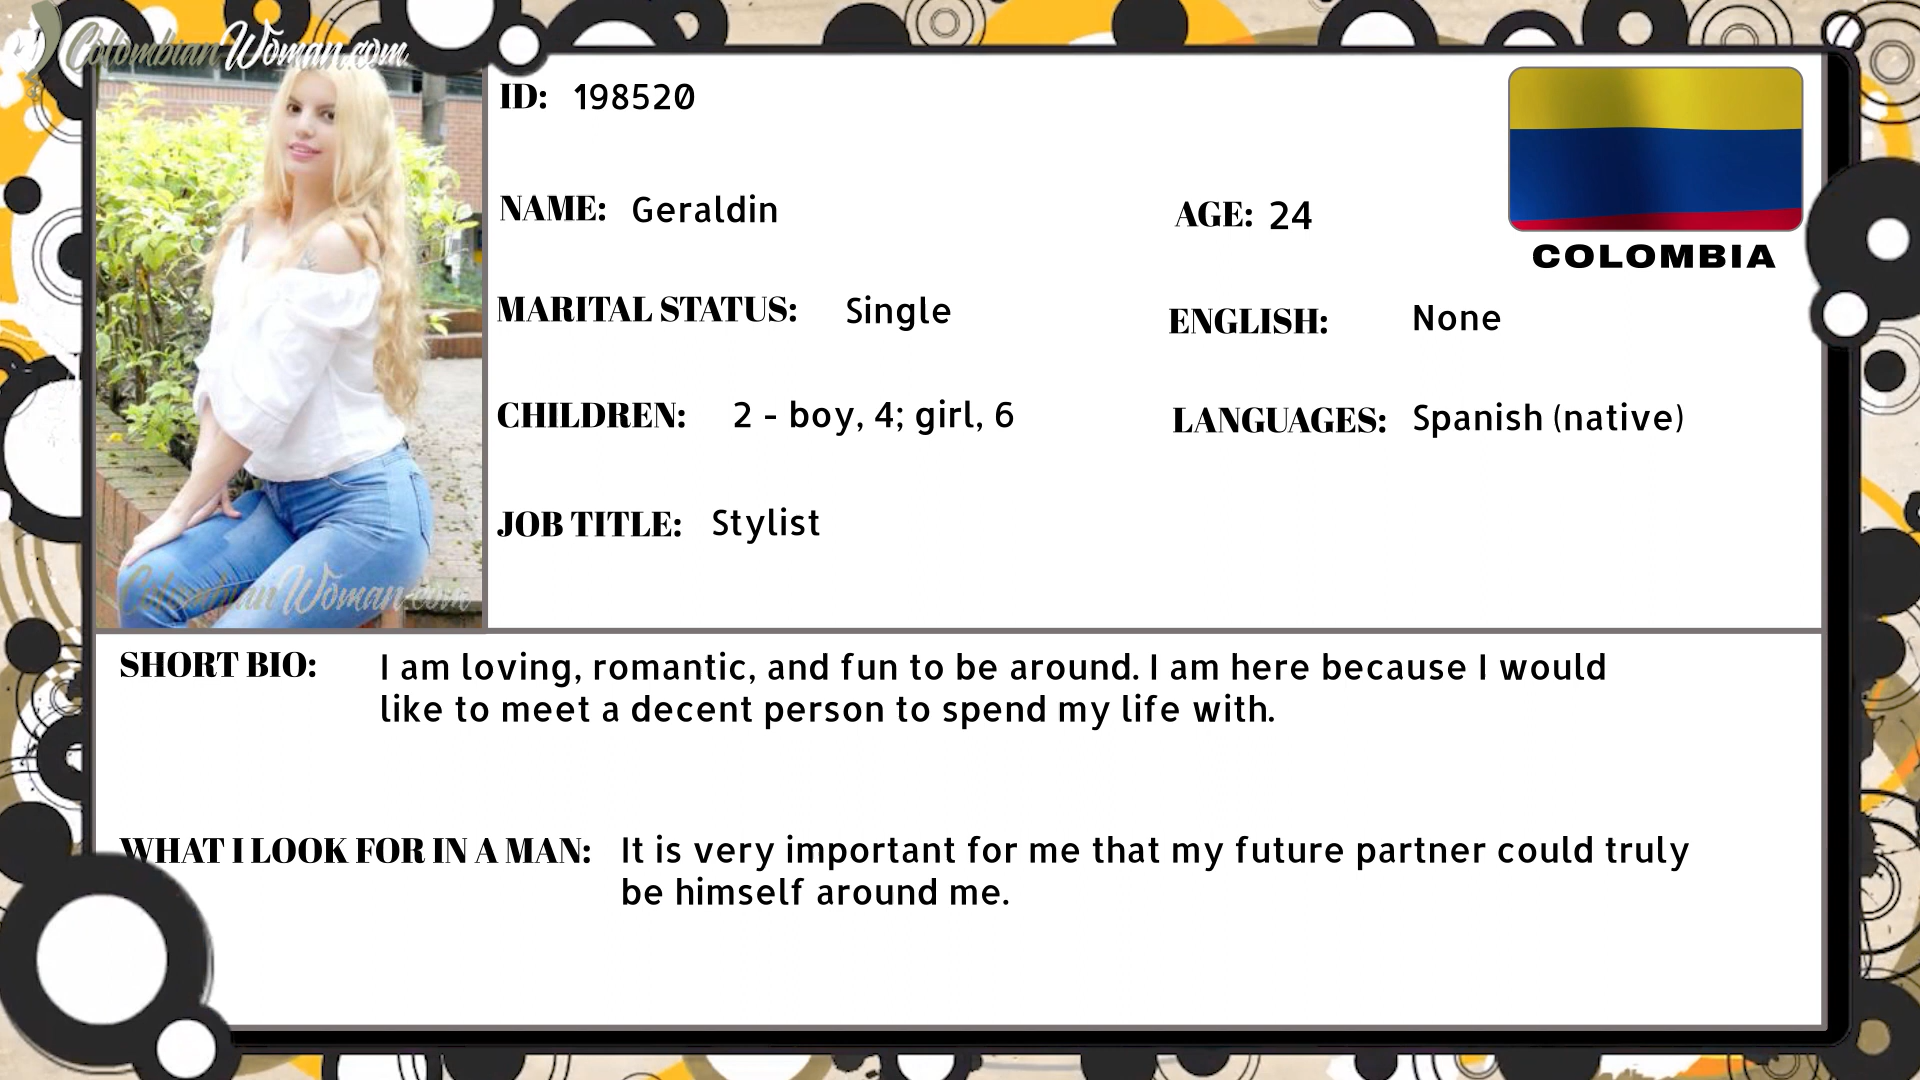 ColombianWoman.com
ID: 198520
NAME: Geraldin
AGE: 24
COLOMBIA
MARITAL STATUS: Single
ENGLISH: None
CHILDREN: 2 - boy, 4; girl, 6
LANGUAGES: Spanish (native)
JOB TITLE: Stylist
ColombianWoman.com
SHORT BIO: I am loving, romantic, and fun to be around. I am here because I would
like to meet a decent person to spend my life with.
WHAT I LOOK FOR IN A MAN: It is very important for me that my future partner could truly
be himself around me.